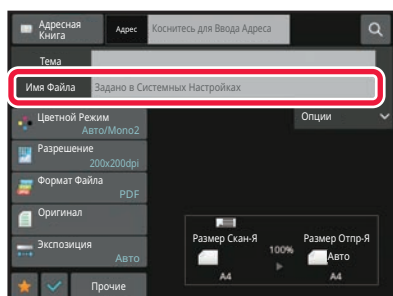 Адресная Книга
Адрес
Коснитесь для Ввода Адреса
Тема
Имя Файла
Задано в Системных Настройках
Цветной Режим
Авто/Mono2
Опции
Разрешение
200x200dpi
Формат Файла
PDF
Оригинал
Экспозиция
Авто
Размер Скан-Я
100%
Размер Отпр-Я
Авто
A4
A4
Прочие